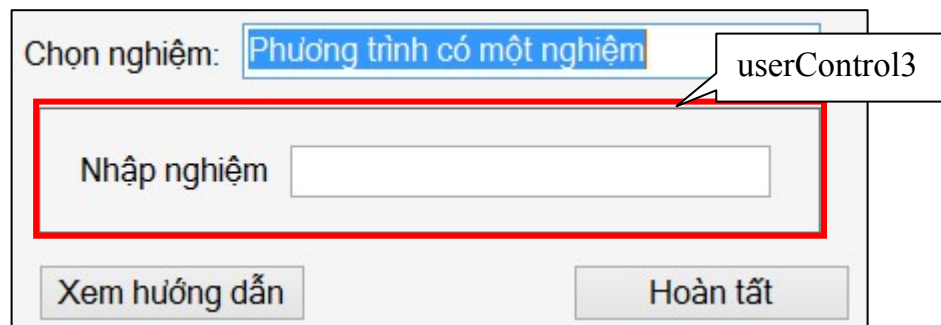 Chọn nghiệm: Phương trình có một nghiệm
userControl3
Nhập nghiệm
Xem hướng dẫn Hoàn tất